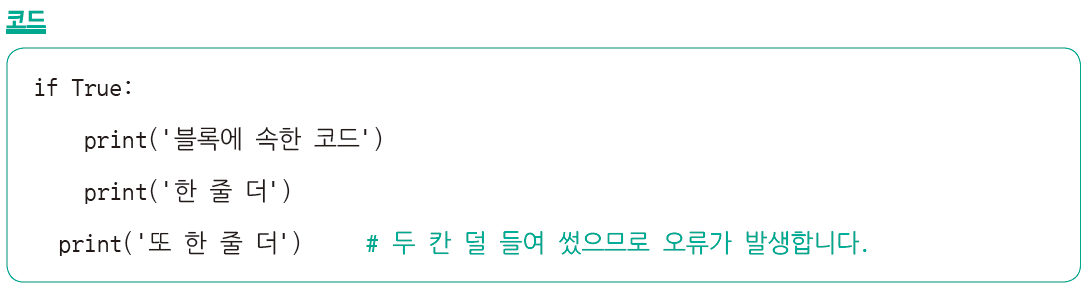 코드
if True:
    print('블록에 속한 코드')
    print('한 줄 더')
  print('또 한 줄 더')     # 두 칸 덜 들여 썼으므로 오류가 발생합니다.